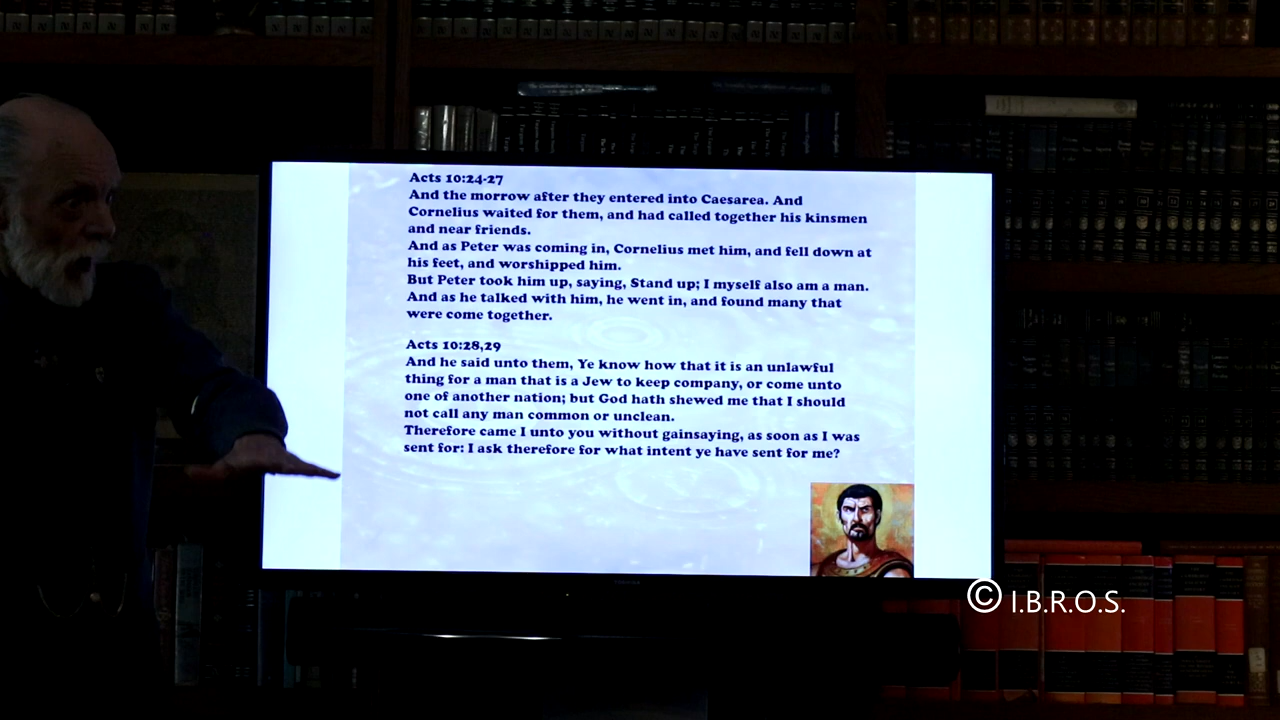 Acts 10:24-27
And the morrow after they entered into Caesarea. And
Cornelius waited for them, and had called together his kinsmen
and near friends.
And as Peter was coming in, Cornelius met him, and fell down at
his feet, and worshipped him.
But Peter took him up, saying, Stand up; I myself also am a man.
And as he talked with him, he went in, and found many that
were come together.
Acts 10:28,29
And he said unto them, Ye know how that it is an unlawful
thing for a man that is a Jew to keep company, or come unto
one of another nation; but God hath shewed me that I should
not call any man common or unclean.
Therefore came I unto you without gainsaying, as soon as I was
sent for: I ask therefore for what intent ye have sent for me?
TOSHIBA
© I.B.R.O.S.